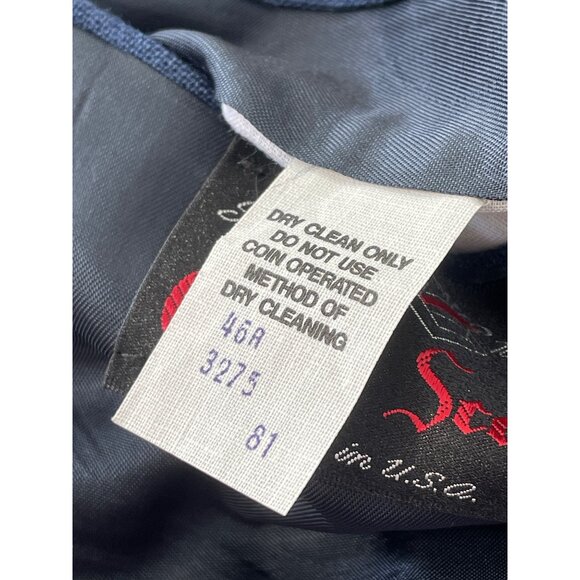 DRY CLEAN ONLY
DO NOT USE
COIN OPERATED
METHOD OF
DRY CLEANING
46R
3275
81
in U.S.A.